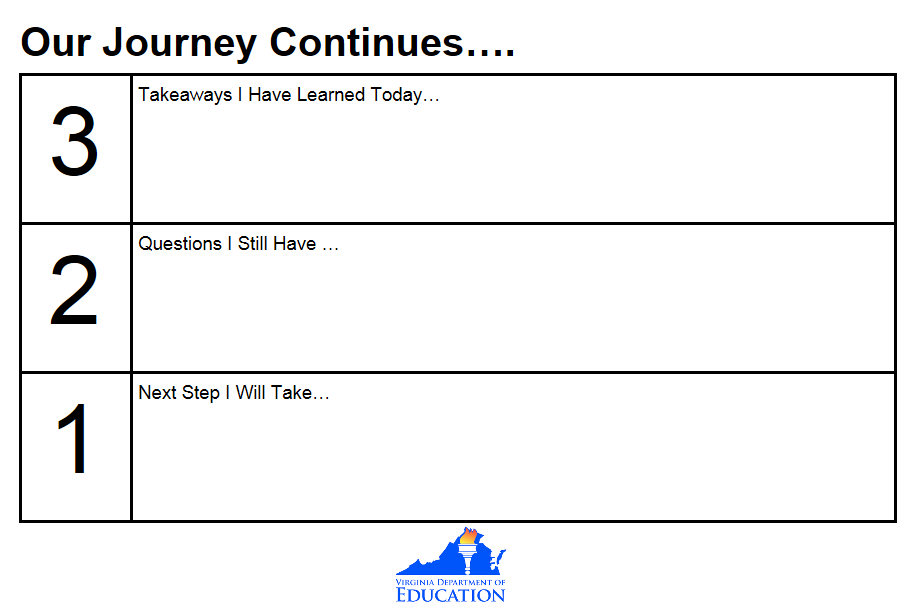 Our Journey Continues….
3
Takeaways I Have Learned Today…
2
Questions I Still Have …
1
Next Step I Will Take…
VIRGINIA DEPARTMENT OF
EDUCATION